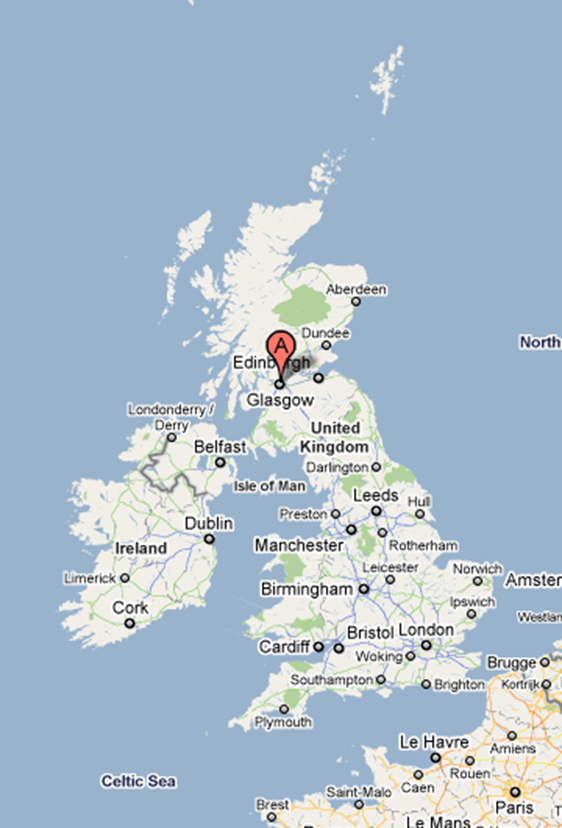 Aberdeen
North
Dundee
A
Edinburgh
Glasgow
Londonderry /
Derry
United
Kingdom
Belfast
Darlington
Isle of Man
Leeds
Hull
Preston
Dublin
Manchester
Rotherham
Ireland
Leicester
Norwich
Limerick
Amster
Birmingham
Ipswich
Cork
Westlan
Bristol
London
Cardiff
Woking
Brugge
Southampton
Brighton
Kortrijk
Plymouth
Le Havre
Amiens
Rouen
Celtic Sea
Caen
Saint-Malo
Brest
Paris
Le Mans